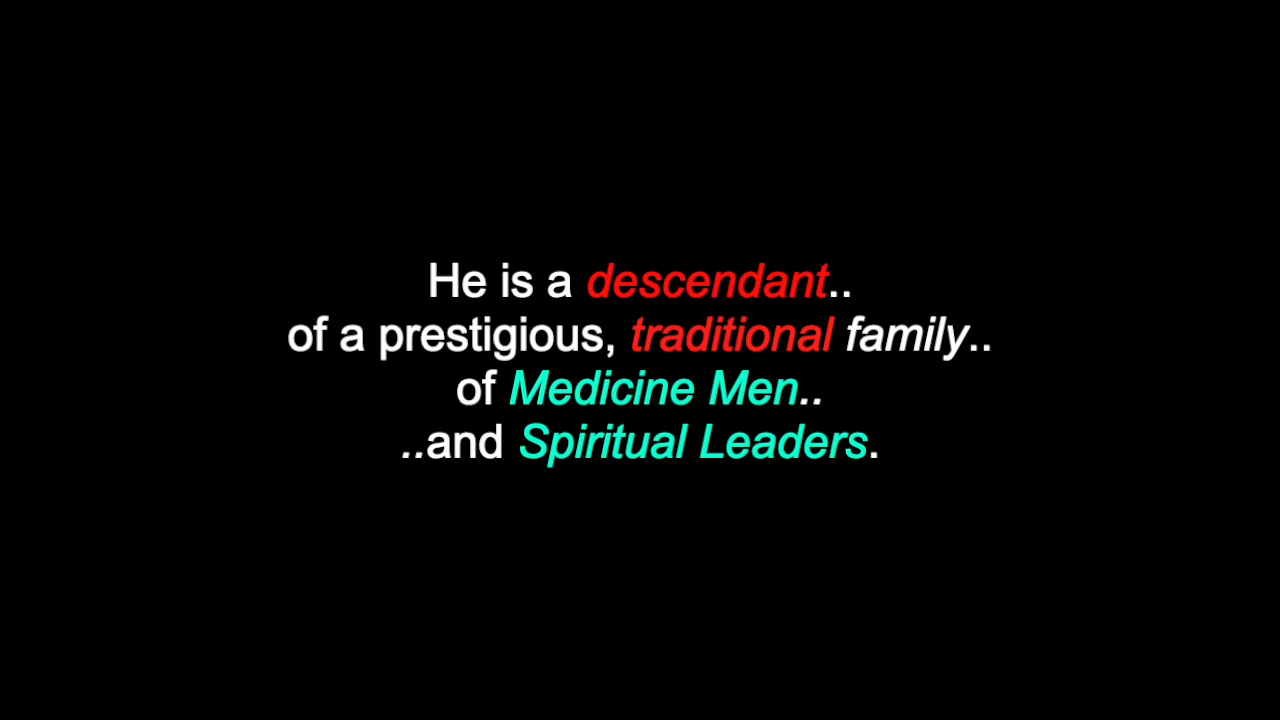 He is a descendant..
of a prestigious, traditional family..
of Medicine Men..
..and Spiritual Leaders.